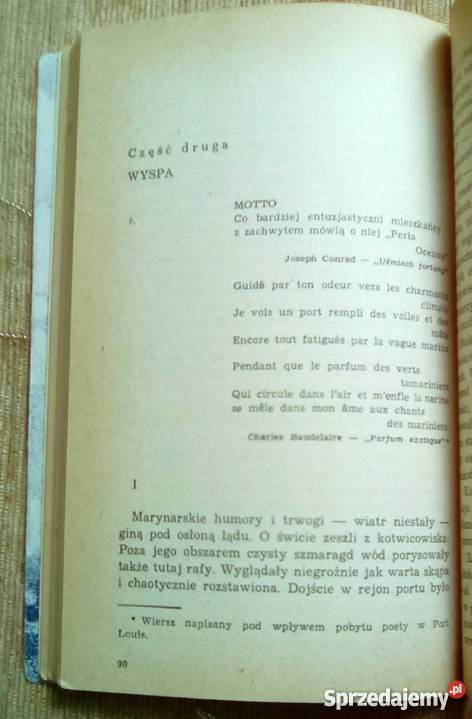 Część druga
WYSPA
MOTTO
Co bardziej entuzjastyczni mieszkańcy
z zachwytem mówią o niej „Perła
Oceanu"
Joseph Conrad — „Uśmiech fortuny"
Guidé par ton odeur vers les charmants
climats
Je vois un port rempli des voiles et des
mâts
Encore tout fatigués par la vague marine
Pendant que le parfum des verts
tamariniers
Qui circule dans l'air et m'enfle la narine
se mêle dans mon âme aux chants
des mariniers
Charles Baudelaire — „Parfum exotique"*
I
Marynarskie humory i trwogi — wiatr niestały —
giną pod osłoną lądu. O świcie zeszli z kotwicowiska.
Poza jego obszarem czysty szmaragd wód porysowały
także tutaj rafy. Wyglądały niegroźnie jak warta skąpa
i chaotycznie rozstawiona. Dojście w rejon portu było
* Wiersz napisany pod wpływem pobytu poety w Port
Louis.
90
Sprzedajemy.pl